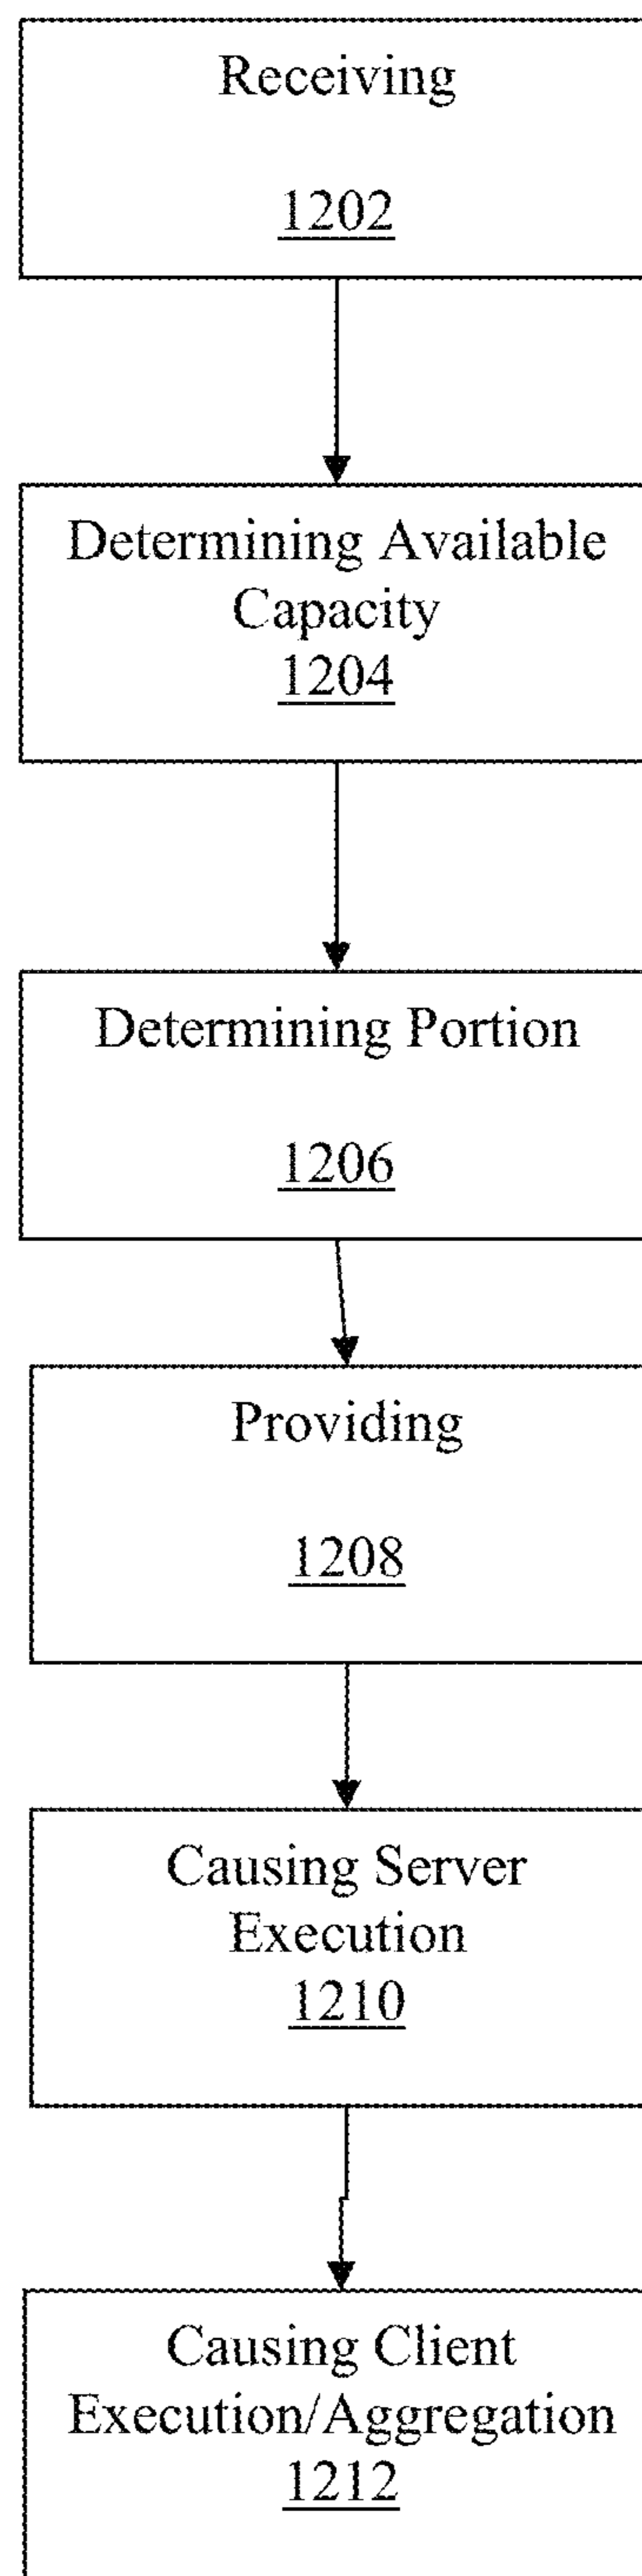 Receiving
1202
Determining Available
Capacity
1204
Determining Portion
1206
Providing
1208
Causing Server
Execution
1210
Causing Client
Execution/Aggregation
1212